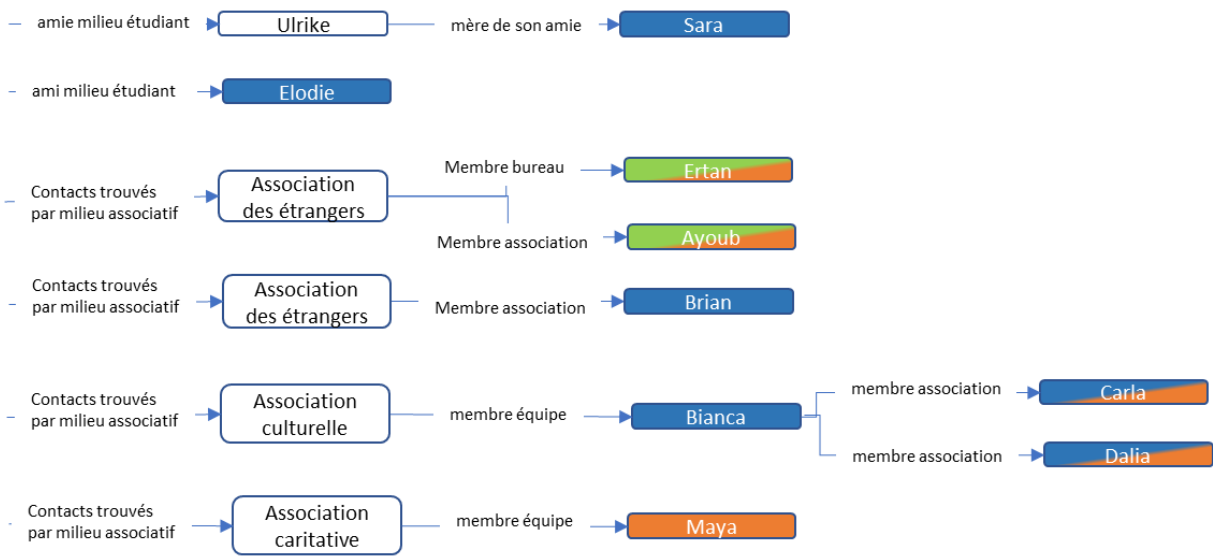 amie milieu étudiant
Ulrike
mère de son amie
Sara
ami milieu étudiant
Elodie
Contacts trouvés
par milieu associatif
Association
des étrangers
Membre bureau
Ertan
Membre association
Ayoub
Contacts trouvés
par milieu associatif
Association
des étrangers
Membre association
Brian
Contacts trouvés
par milieu associatif
Association
culturelle
membre équipe
Bianca
membre association
Carla
membre association
Dalia
Contacts trouvés
par milieu associatif
Association
caritative
membre équipe
Maya